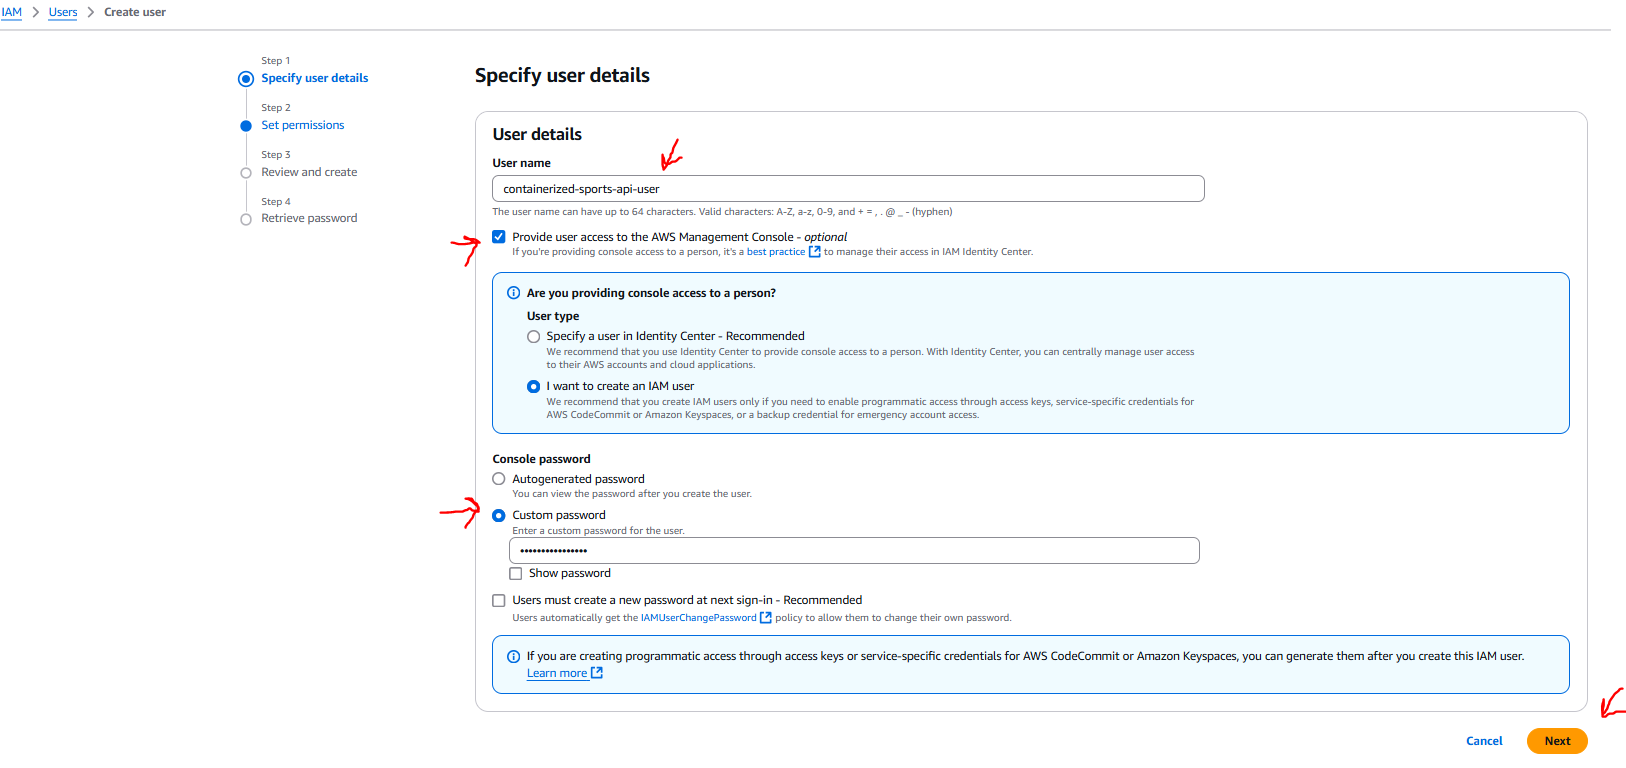 IAM > Users > Create user
Step 1
Specify user details
Step 2
Set permissions
Step 3
Review and create
Step 4
Retrieve password
Specify user details
User details
User name
containerized-sports-api-user
The user name can have up to 64 characters. Valid characters: A-Z, a-z, 0-9, and + = , . @ _ - (hyphen)
Provide user access to the AWS Management Console - optional
If you're providing console access to a person, it's a best practice to manage their access in IAM Identity Center.
Are you providing console access to a person?
User type
Specify a user in Identity Center - Recommended
We recommend that you use Identity Center to provide console access to a person. With Identity Center, you can centrally manage user access
to their AWS accounts and cloud applications.
I want to create an IAM user
We recommend that you create IAM users only if you need to enable programmatic access through access keys, service-specific credentials for
AWS CodeCommit or Amazon Keyspaces, or a backup credential for emergency account access.
Console password
Autogenerated password
You can view the password after you create the user.
Custom password
Enter a custom password for the user.
••••••••••••••••
Show password
Users must create a new password at next sign-in - Recommended
Users automatically get the IAMUserChangePassword policy to allow them to change their own password.
If you are creating programmatic access through access keys or service-specific credentials for AWS CodeCommit or Amazon Keyspaces, you can generate them after you create this IAM user.
Learn more
Cancel
Next